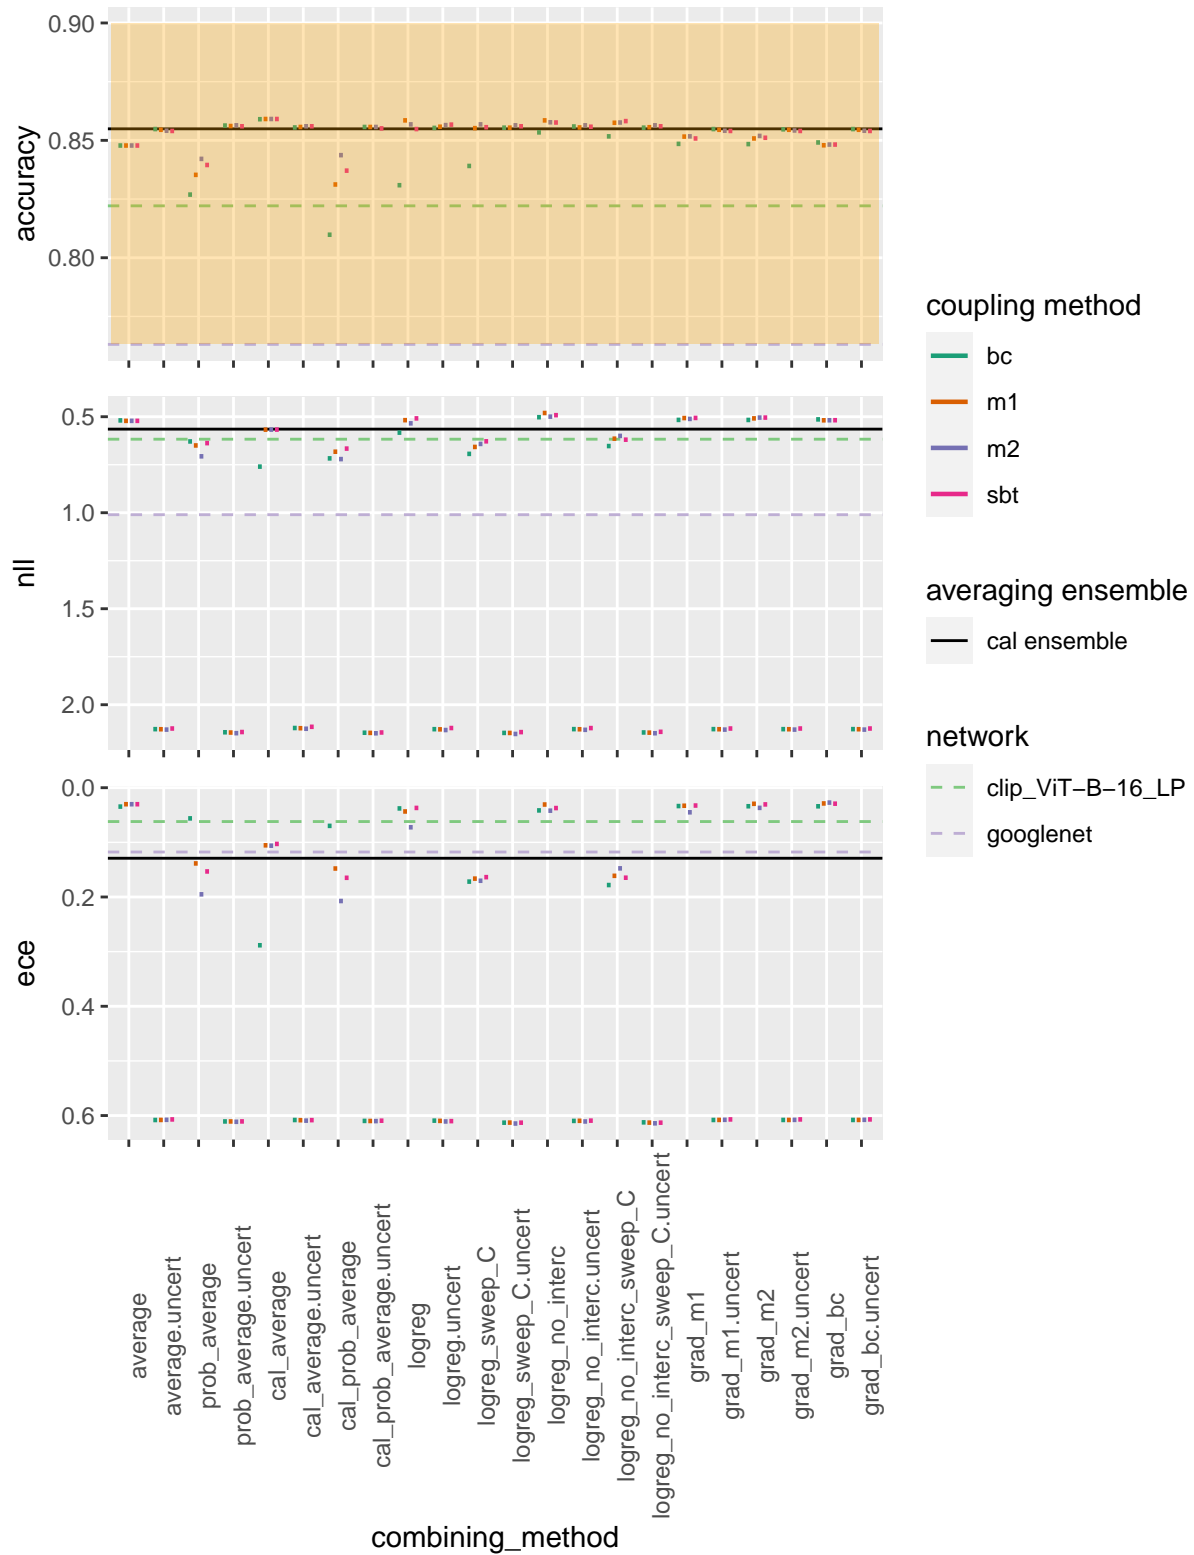 0.90
0.85
0.80
accuracy
0.5
1.0
1.5
2.0
nll
0.0
0.2
0.4
0.6
ece
average
average.uncert
prob_average
prob_average.uncert
cal_average
cal_average.uncert
cal_prob_average
cal_prob_average.uncert
logreg
logreg.uncert
logreg_sweep_C
logreg_sweep_C.uncert
logreg_no_interc
logreg_no_interc.uncert
logreg_no_interc_sweep_C
logreg_no_interc_sweep_C.uncert
grad_m1
grad_m1.uncert
grad_m2
grad_m2.uncert
grad_bc
grad_bc.uncert
combining_method
coupling method
bc
m1
m2
sbt
averaging ensemble
cal ensemble
network
clip_ViT−B−16_LP
googlenet